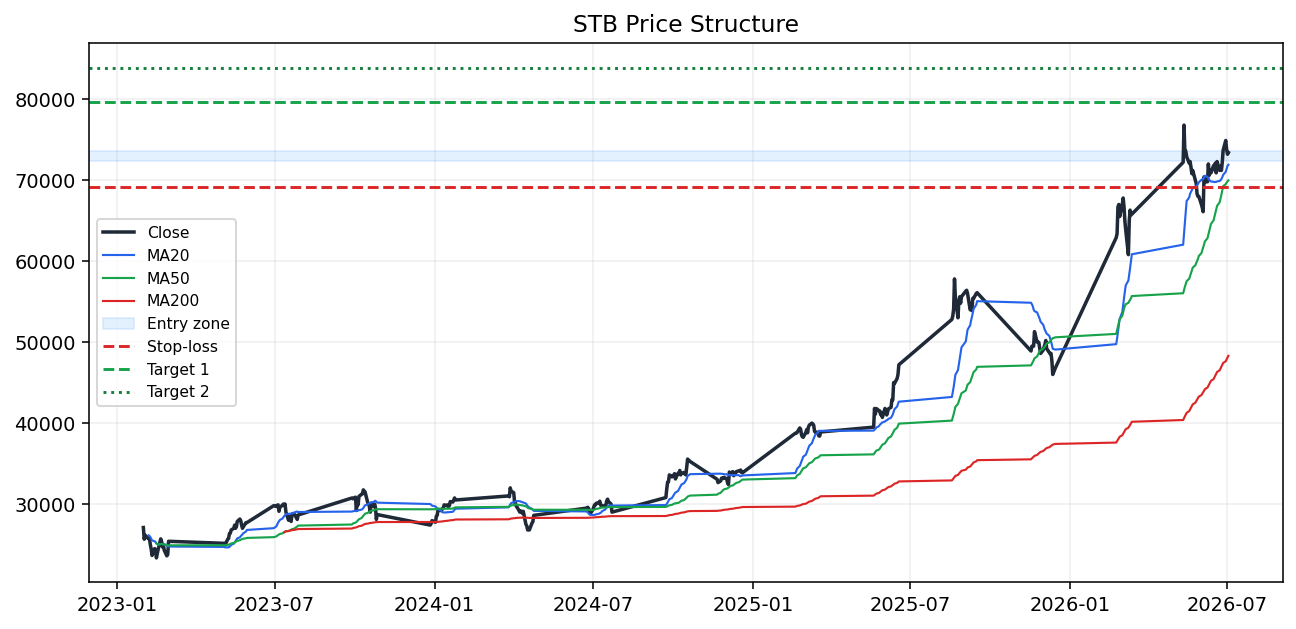 STB Price Structure
80000
70000
60000
50000
40000
30000
Close
MA20
MA50
MA200
Entry zone
Stop-loss
Target 1
Target 2
2023-01
2023-07
2024-01
2024-07
2025-01
2025-07
2026-01
2026-07